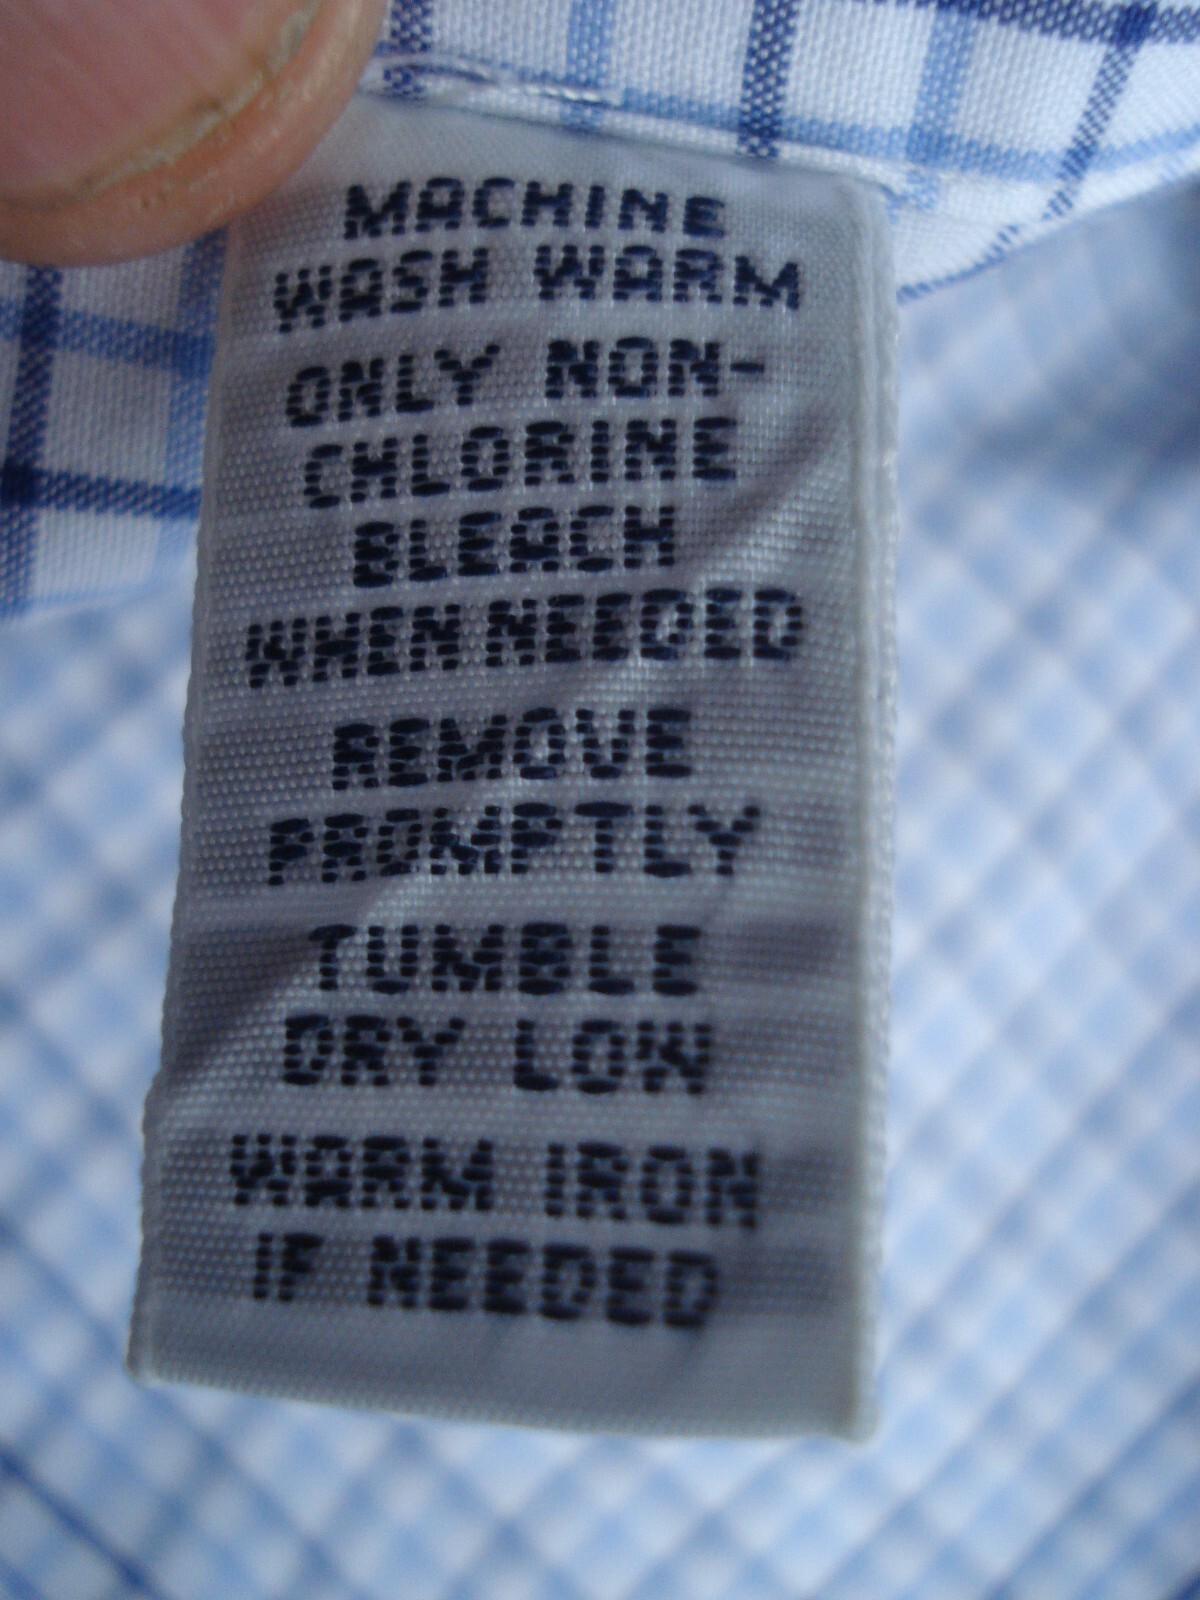 MACHINE
WASH WARM
ONLY NON-
CHLORINE
BLEACH
WHEN NEEDED
REMOVE
PROMPTLY
TUMBLE
DRY LOW
WARM IRON
IF NEEDED